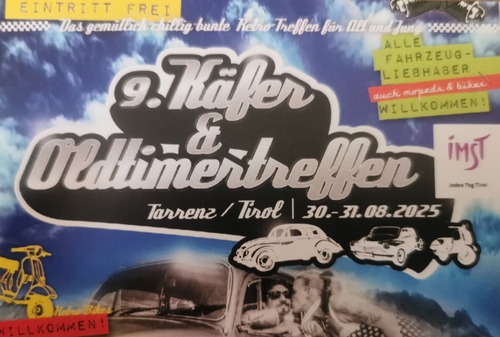 EINTRITT FREI
Das gemütlich chillig bunte Retro Treffen für Alt und Jung
ALLE
FAHRZEUG-
LIEBHABER
auch mopeds & bikes
WILLKOMMEN!
9. Käfer
&
Oldtimertreffen
Tarrenz / Tirol | 30.-31.08.2025
imst
Jeden Tag Tirol
WILLKOMMEN!